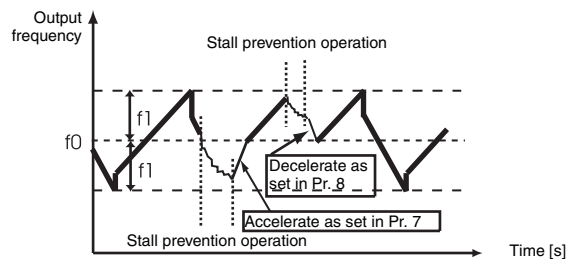 Output
frequency
Stall prevention operation
f1
f0
f1
Decelerate as
set in Pr. 8
Accelerate as set in Pr. 7
Stall prevention operation
Time [s]